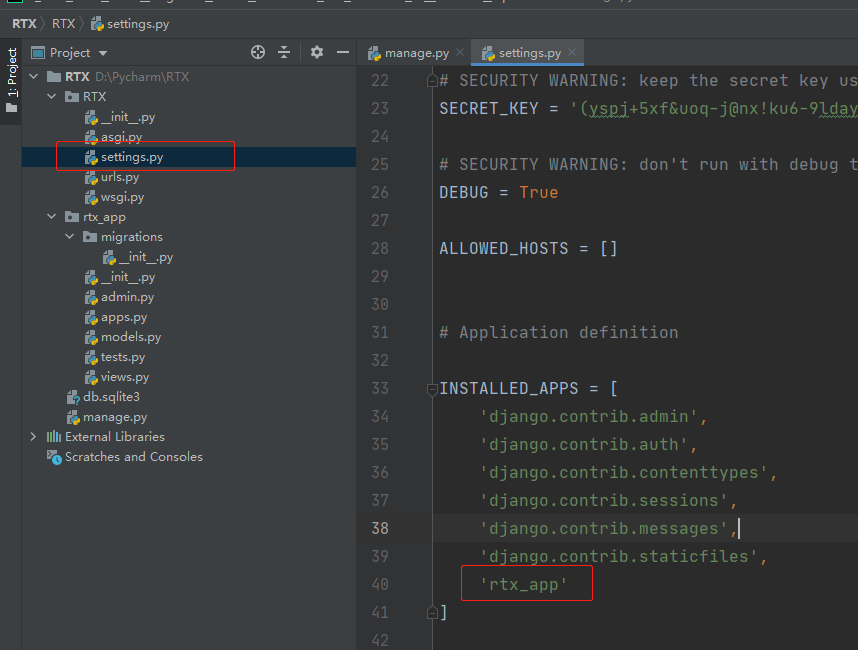 RTX RTX settings.py
1: Project
Project
manage.py
settings.py
RTX D:\Pycharm\RTX
RTX
__init__.py
asgi.py
settings.py
urls.py
wsgi.py
rtx_app
migrations
__init__.py
__init__.py
admin.py
apps.py
models.py
tests.py
views.py
db.sqlite3
manage.py
External Libraries
Scratches and Consoles
22 # SECURITY WARNING: keep the secret key us
23 SECRET_KEY = '(yspj+5xf&uoq-j@nx!ku6-9lday
24
25 # SECURITY WARNING: don't run with debug t
26 DEBUG = True
27
28 ALLOWED_HOSTS = []
29
30
31 # Application definition
32
33 INSTALLED_APPS = [
34 'django.contrib.admin',
35 'django.contrib.auth',
36 'django.contrib.contenttypes',
37 'django.contrib.sessions',
38 'django.contrib.messages',
39 'django.contrib.staticfiles',
40 'rtx_app'
41 ]
42